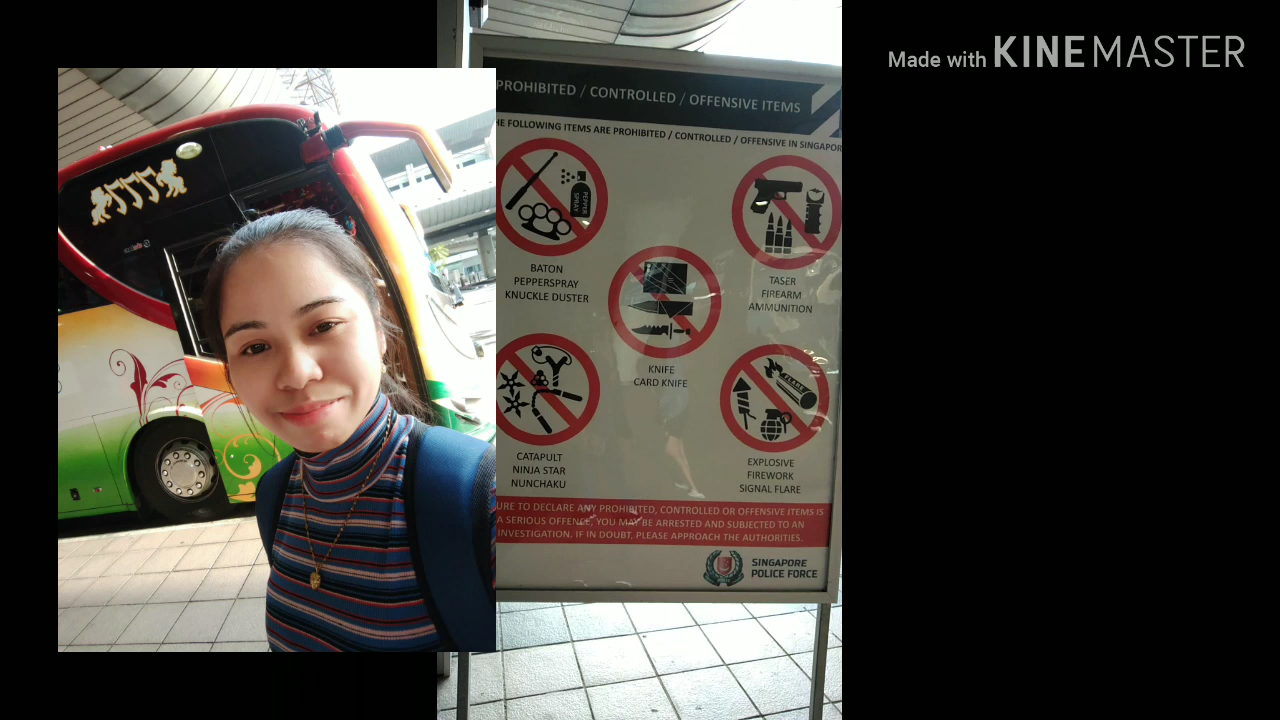 Made with KINEMASTER
PROHIBITED / CONTROLLED / OFFENSIVE ITEMS
HE FOLLOWING ITEMS ARE PROHIBITED / CONTROLLED / OFFENSIVE IN SINGAPOR
PEPPER
SPRAY
BATON
PEPPERSPRAY
KNUCKLE DUSTER
TASER
FIREARM
AMMUNITION
KNIFE
CARD KNIFE
FLARE
CATAPULT
NINJA STAR
NUNCHAKU
EXPLOSIVE
FIREWORK
SIGNAL FLARE
URE TO DECLARE ANY PROHIBITED, CONTROLLED OR OFFENSIVE ITEMS IS
A SERIOUS OFFENCE, YOU MAY BE ARRESTED AND SUBJECTED TO AN
INVESTIGATION. IF IN DOUBT, PLEASE APPROACH THE AUTHORITIES.
SINGAPORE
POLICE FORCE